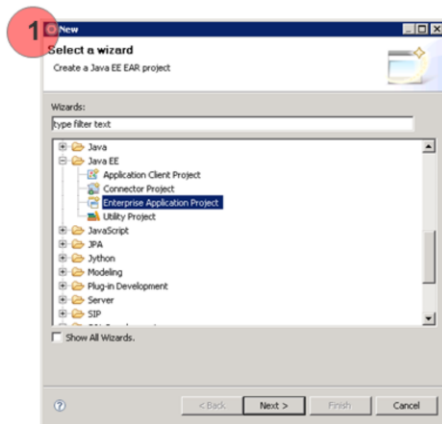 1
New
Select a wizard
Create a Java EE EAR project
Wizards:
type filter text
Java
Java EE
Application Client Project
Connector Project
Enterprise Application Project
Utility Project
JavaScript
JPA
Jython
Modeling
Plug-in Development
Server
SIP
Show All Wizards.
?
< Back
Next >
Finish
Cancel